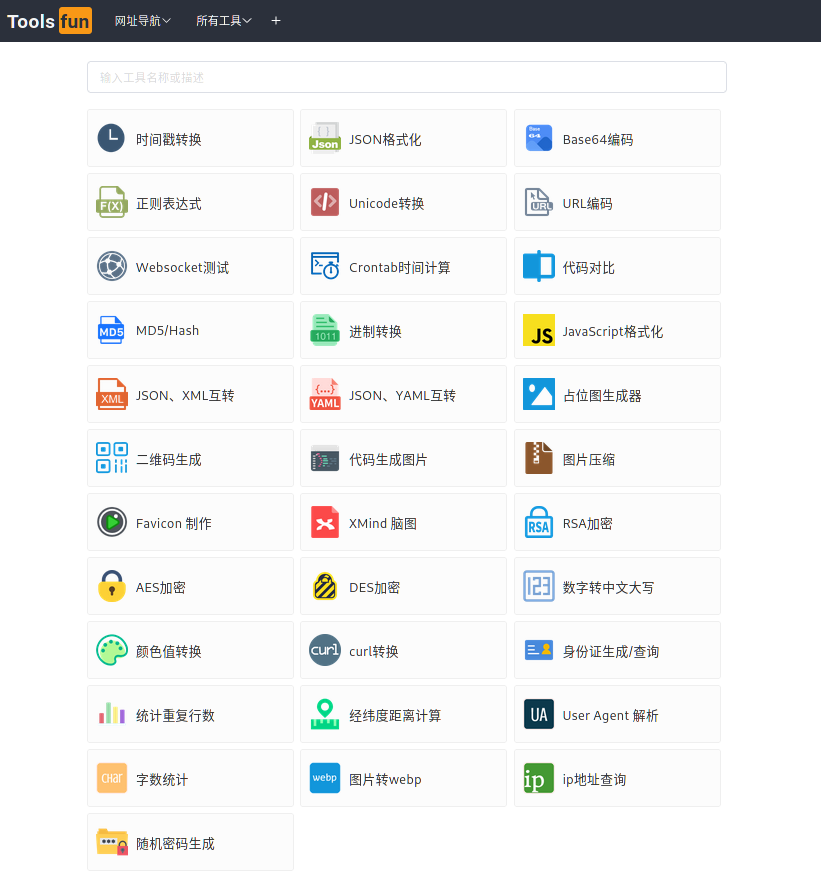 Tools fun 网址导航 所有工具 +
输入工具名称或描述
时间戳转换 Json JSON格式化 Base 64 Base64编码
F(X) 正则表达式 Unicode转换 URL URL编码
Websocket测试 Crontab时间计算 代码对比
MD5 MD5/Hash 1011 进制转换 JS JavaScript格式化
XML JSON、XML互转 {...} YAML JSON、YAML互转 占位图生成器
二维码生成 代码生成图片 图片压缩
Favicon 制作 XMind 脑图 RSA RSA加密
AES加密 DES加密 123 数字转中文大写
颜色值转换 curl curl转换 身份证生成/查询
统计重复行数 经纬度距离计算 UA User Agent 解析
CHAR 字数统计 webp 图片转webp ip ip地址查询
随机密码生成